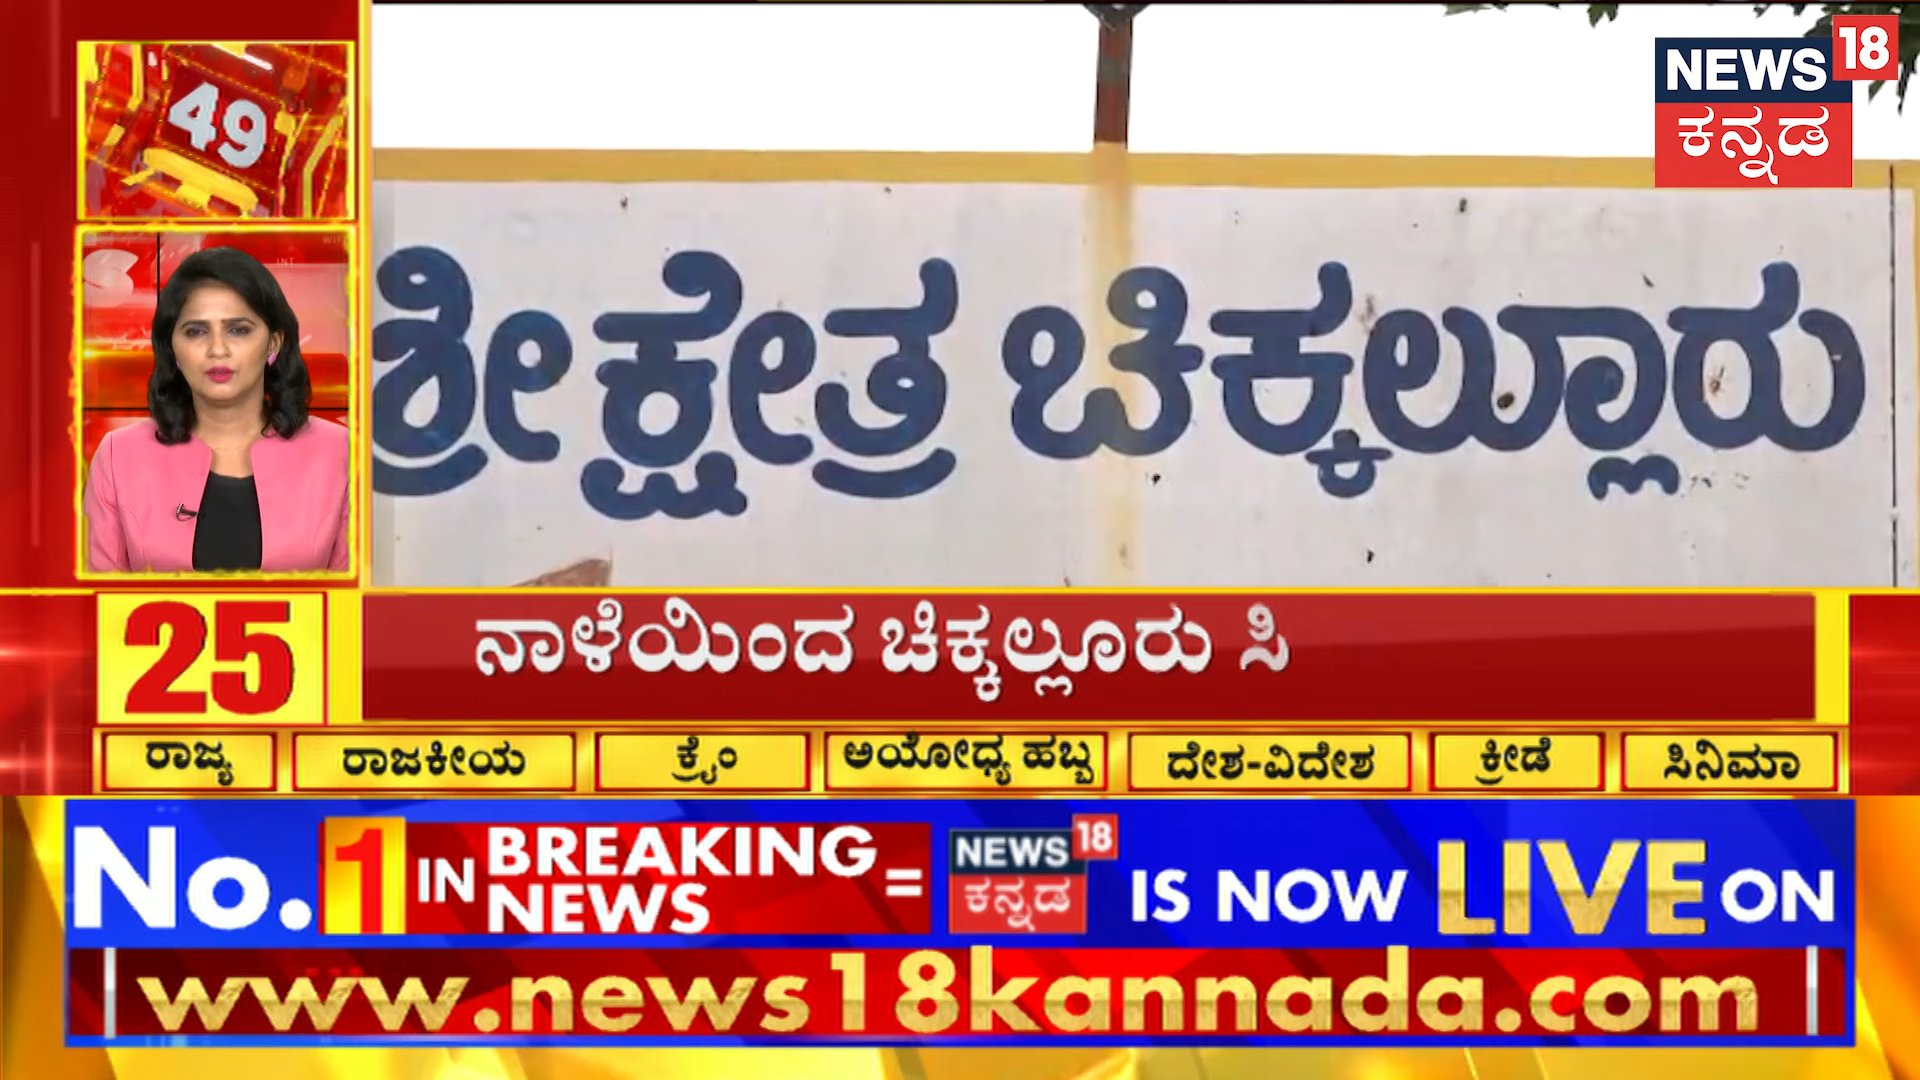 NEWS 18
ಕನ್ನಡ
49
ಶ್ರೀ ಕ್ಷೇತ್ರ ಚಿಕ್ಕಲ್ಲೂರು
25
ನಾಳೆಯಿಂದ ಚಿಕ್ಕಲ್ಲೂರು ಸಿ
ರಾಜ್ಯ ರಾಜಕೀಯ ಕ್ರೈಂ ಅಯೋಧ್ಯ ಹಬ್ಬ ದೇಶ-ವಿದೇಶ ಕ್ರೀಡೆ ಸಿನಿಮಾ
No. 1 IN BREAKING NEWS = NEWS 18 ಕನ್ನಡ IS NOW LIVE ON
www.news18kannada.com